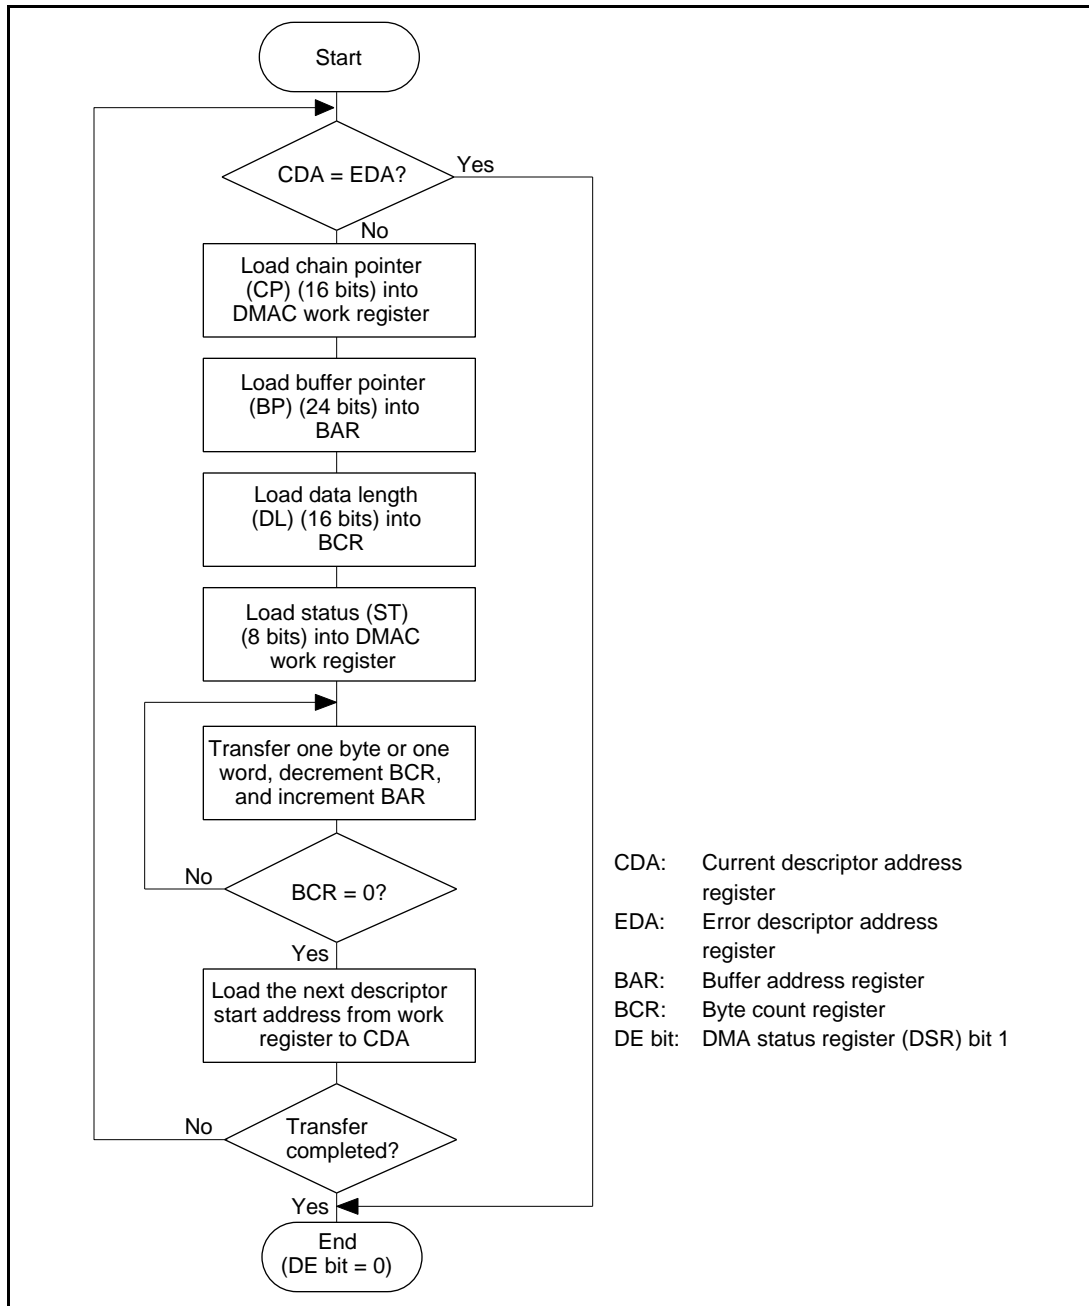 Start
CDA = EDA?
Yes
No
Load chain pointer
(CP) (16 bits) into
DMAC work register
Load buffer pointer
(BP) (24 bits) into
BAR
Load data length
(DL) (16 bits) into
BCR
Load status (ST)
(8 bits) into DMAC
work register
Transfer one byte or one
word, decrement BCR,
and increment BAR
No
BCR = 0?
Yes
Load the next descriptor
start address from work
register to CDA
No
Transfer
completed?
Yes
End
(DE bit = 0)
CDA: Current descriptor address
register
EDA: Error descriptor address
register
BAR: Buffer address register
BCR: Byte count register
DE bit: DMA status register (DSR) bit 1